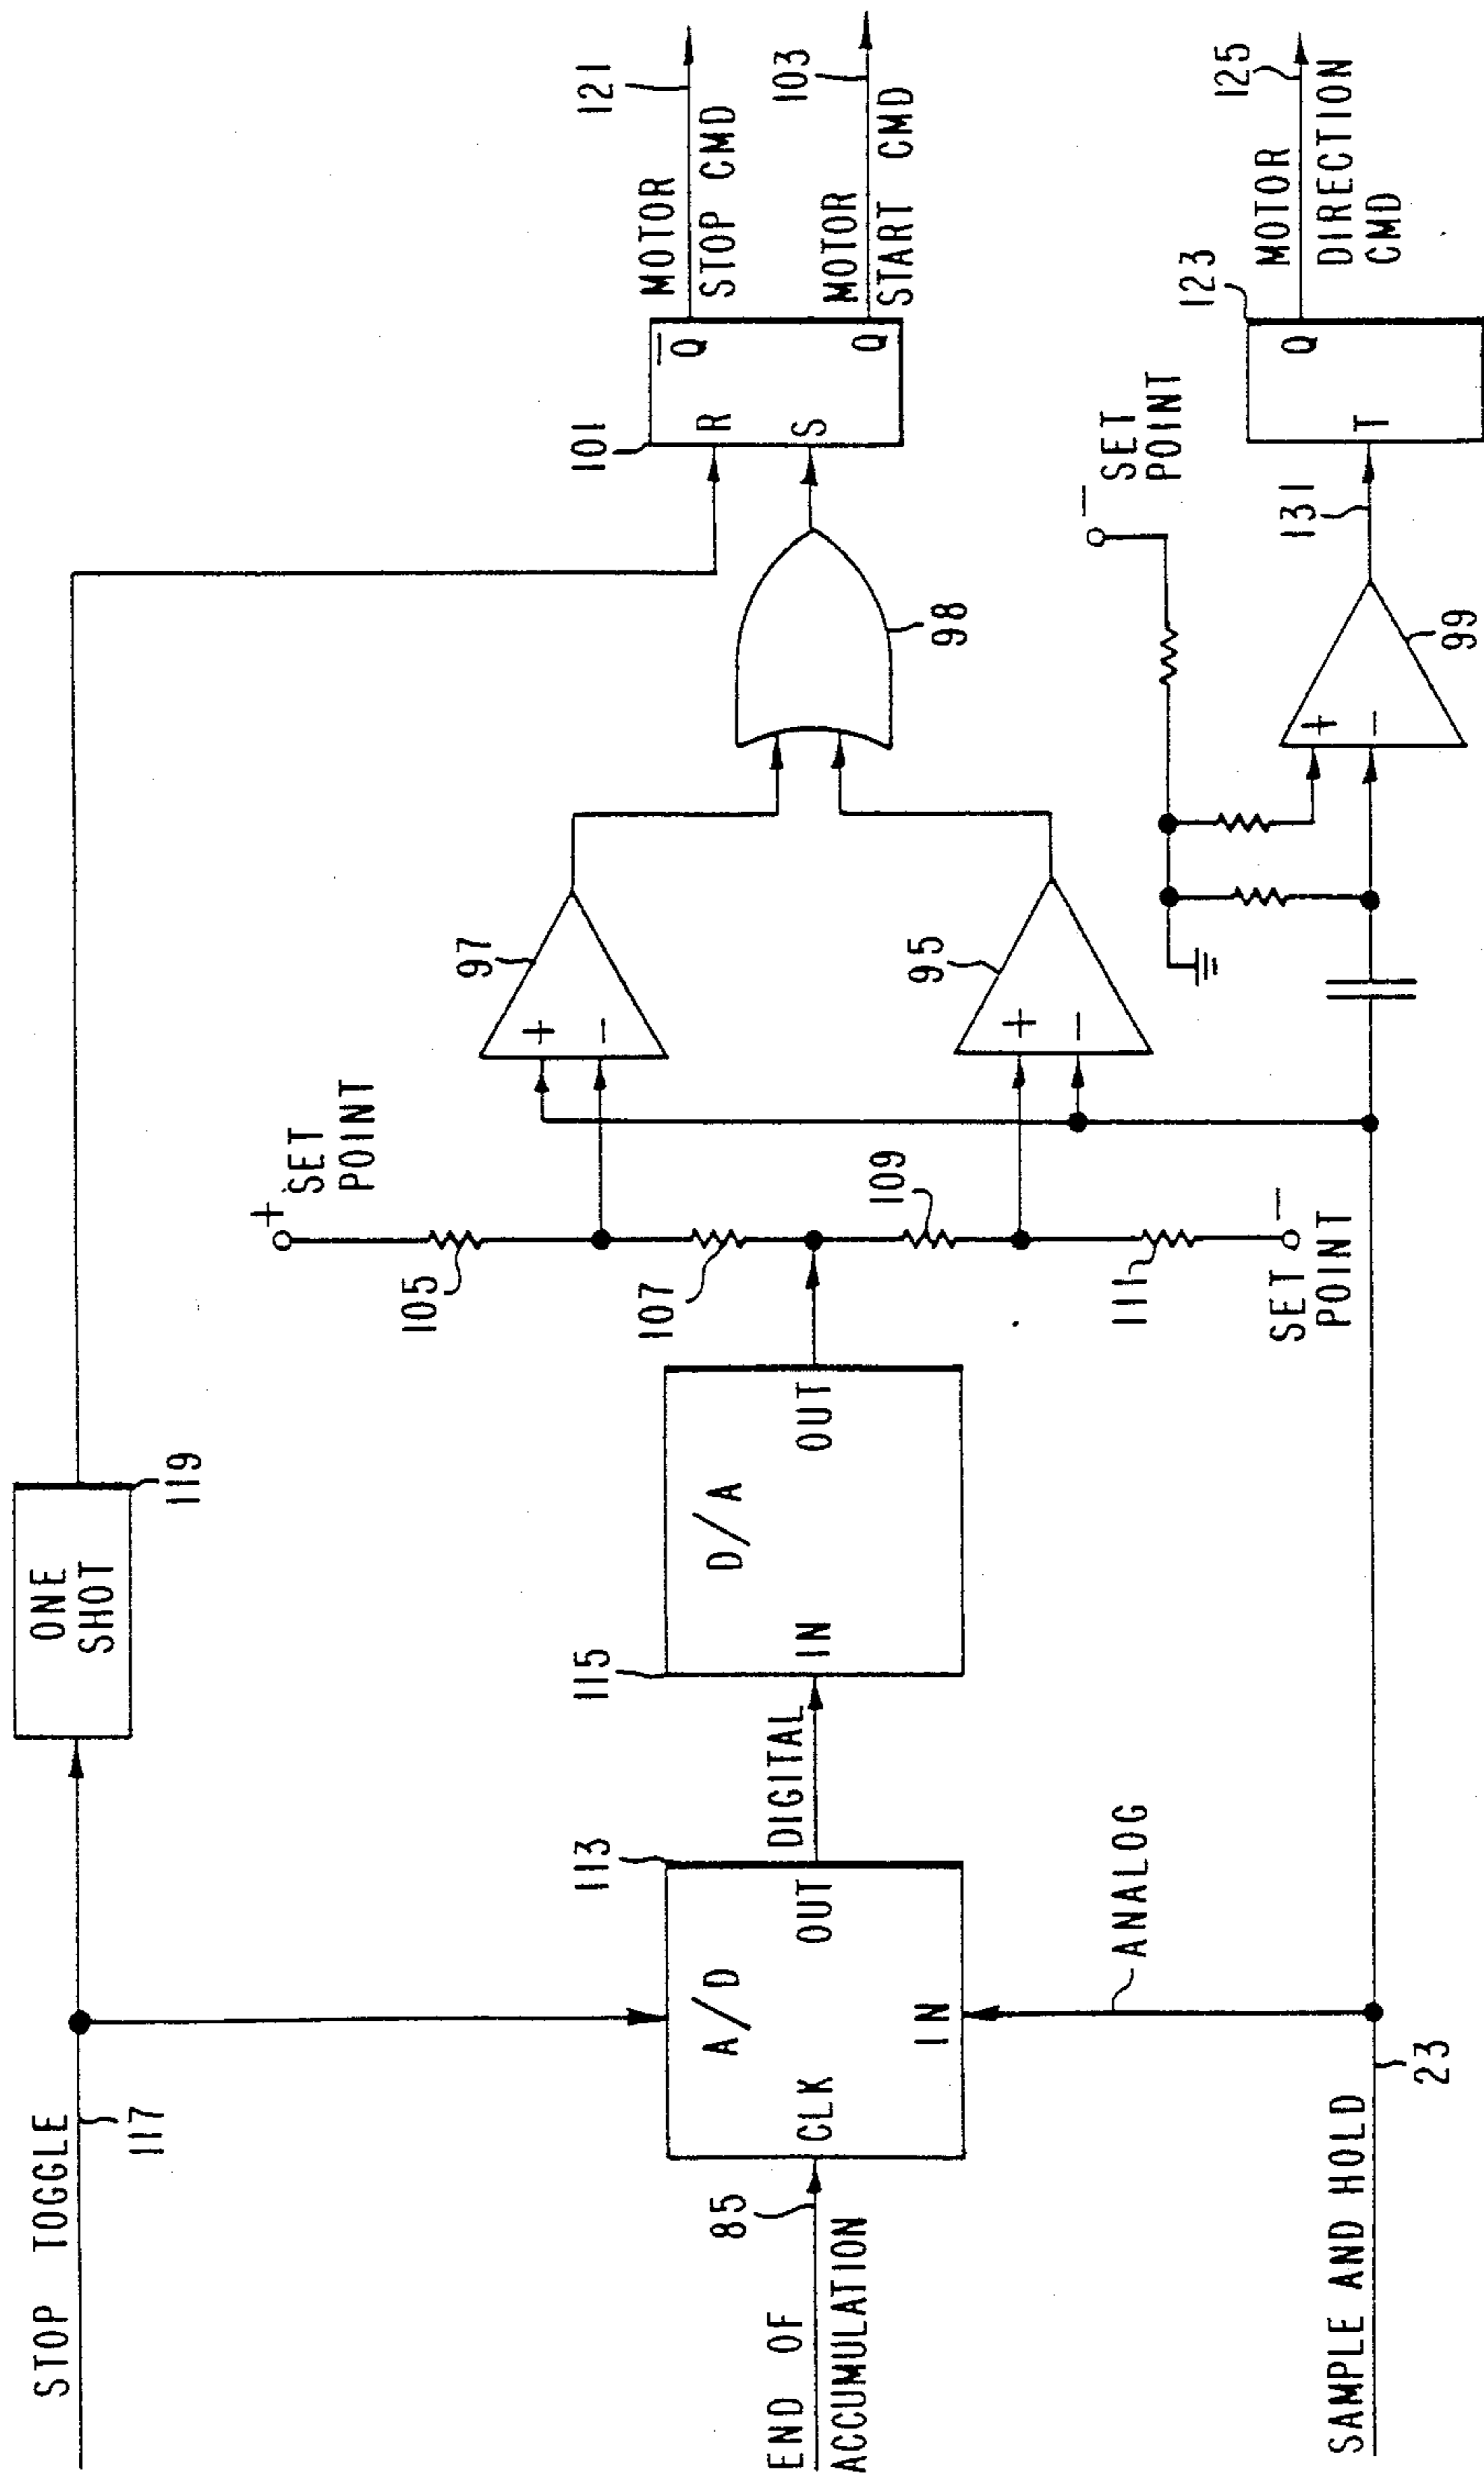 STOP TOGGLE
117
ONE
SHOT
119
END OF
ACCUMULATION
85
A/D
CLK
OUT
IN
113
DIGITAL
ANALOG
SAMPLE AND HOLD
23
115
D/A
IN
OUT
+
SET
POINT
105
107
109
111
SET
POINT
−
97
+
−
95
+
−
98
101
R
S
Q̅
Q
MOTOR
STOP CMD
121
MOTOR
START CMD
103
−
SET
POINT
+
−
99
131
123
T
Q
MOTOR
DIRECTION
CMD
125